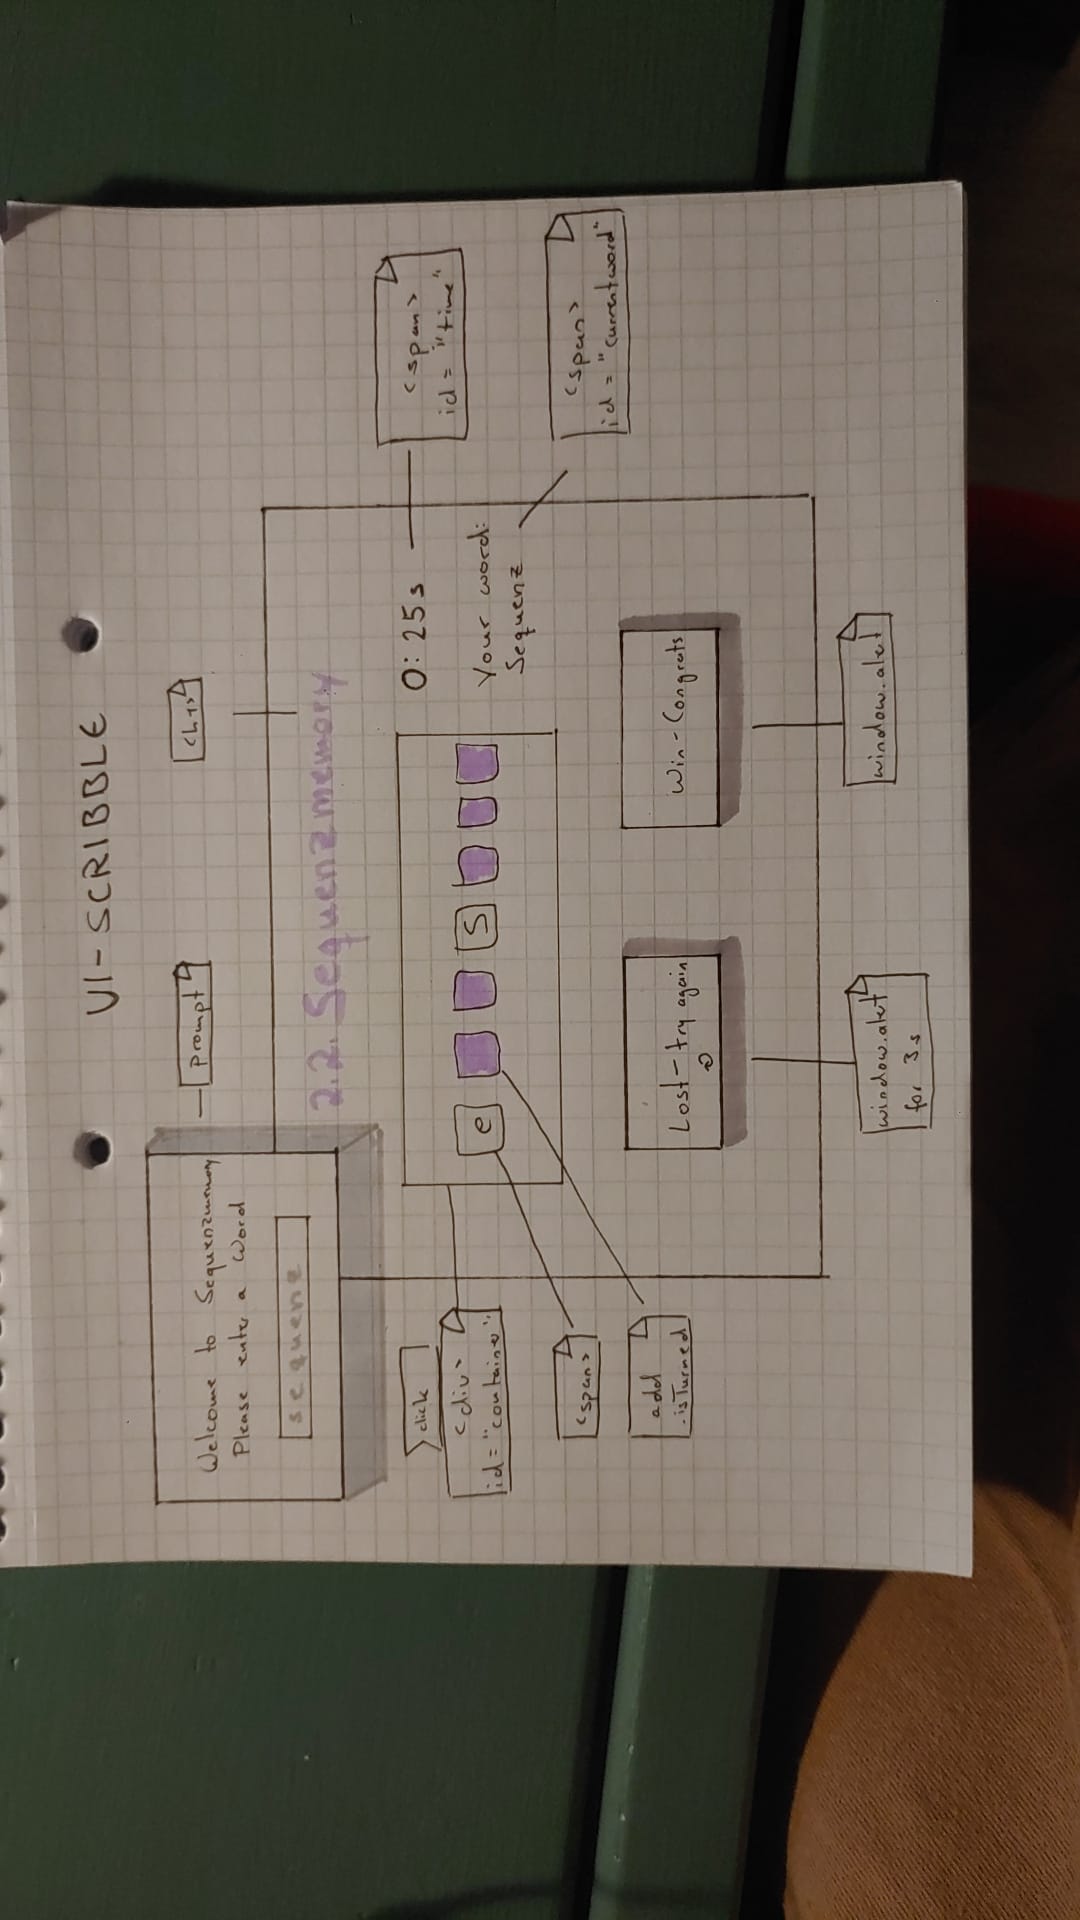 UI-SCRIBBLE
Welcome to Sequenzmemory
Please enter a Word
sequenz
prompt
<h1>
2.2. Sequenzmemory
click
<div>
id="container"
e
S
0:25s
<span>
id = "time"
Your word:
Sequenz
<span>
id = "currentword"
<span>
add
.isTurned
Lost-try again
Win-Congrats
window.alert
for 3s
window.alert